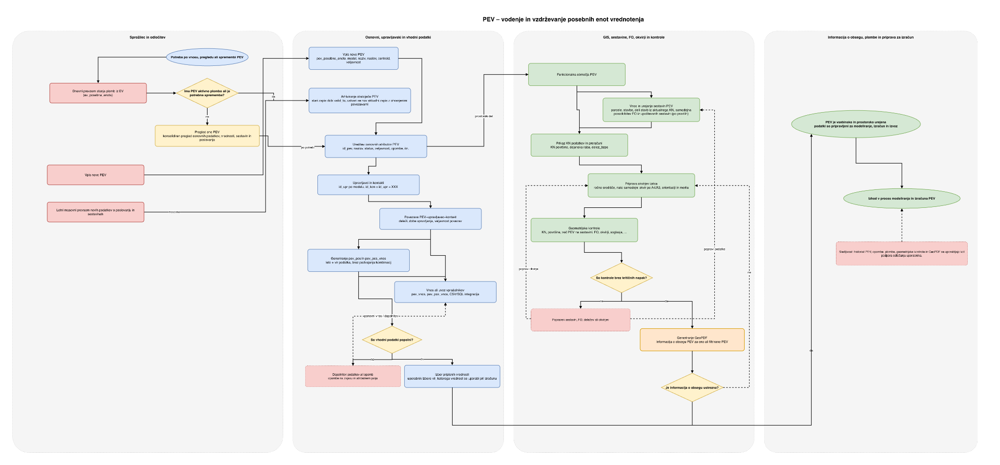 PEV – vodenje in vzdrževanje posebnih enot vrednotenja
Sprožilec in odločitev
Potreba po vnosu, pregledu ali spremembi PEV
Dnevni prevzem stanja plomb iz EV
(ev_posebna_enota)
Ima PEV aktivno plombo ali je
potrebna sprememba?
da
ne
Pregled ene PEV
konsolidiran pregled osnovnih podatkov, vrednosti, sestavin in
poslovanja
Vpis nove PEV
Letni masovni prevsem novih podatkov o poslovanju in
sestavinah
masovno
Osnovni, upravljavski in vhodni podatki
Vpis nove PEV
pev_posebne_enote, model, naziv, naslov, centroid,
veljavnost
Arhiviranje obstoječe PEV
stari zapis dobi valid_to, ustvari se nov aktualni zapis z ohranjenimi
povezavami
po potrebi
Ureditev osnovnih atributov PEV
id_pev, naslov, status, veljavnost, opombe, itn.
prostorski del
Upravljavci in kontakti
id_upr po modelu, id_kon = id_upr + XXX
Povezave PEV–upravljavec–kontakt
deleži, dobe upravljanja, veljavnost povezav
Generiranje pev_pos in pev_pos_vnos
leto + vir podatka, brez podvajanja kombinacij
Vnos ali uvoz vprašalnikov
pev_vnos, pev_pos_vnos, CSV/SQL integracija
ponovni vnos / dopolnitev
So vhodni podatki popolni?
ne
da
Dopolnitev podatkov ali opomb
opombe na zapisu in atributnem polju
Izbor pripisnih vrednosti
uporabnik izbere vir, katerega vrednost se uporabi pri izračunu
GIS, sestavine, FO, okvirji in kontrole
Funkcionalna območja PEV
Vnos in urejanje sestavin PEV
parcele, stavbe, deli stavb iz aktualnega KN, samodejna
posodobitev FO iz upoštevanih sestavin (po pravilih)
Prikaz KN podatkov in preračuni
KN površine, dejanska raba, delez_bzps
Priprava okvirjev izrisa
ročno središče, nato samodejni okvir po A4/A3, orientaciji in merilu
Geometrijske kontrole
KN, površine, več PEV na sestavini, FO, okvirji, soglasja, ...
popravi podatke
popravi okvirje
ne
So kontrole brez kritičnih napak?
ne
da
Popravek sestavin, FO, deležev ali okvirjev
Generiranje GeoPDF
Informacija o obsegu PEV za eno ali filtrirane PEV
Je informacija o obsegu ustrezna?
Informacija o obsegu, plombe in priprava za izračun
PEV je vsebinsko in prostorsko urejena
podatki so pripravljeni za modeliranje, izračun in izvoz
Izhod v proces modeliranja in izračuna PEV
Sledljivost: historiat PEV, opombe, plombe, geometrijske kontrole in GeoPDF se uporabljajo kot
podpora odločanju uporabnika.
da